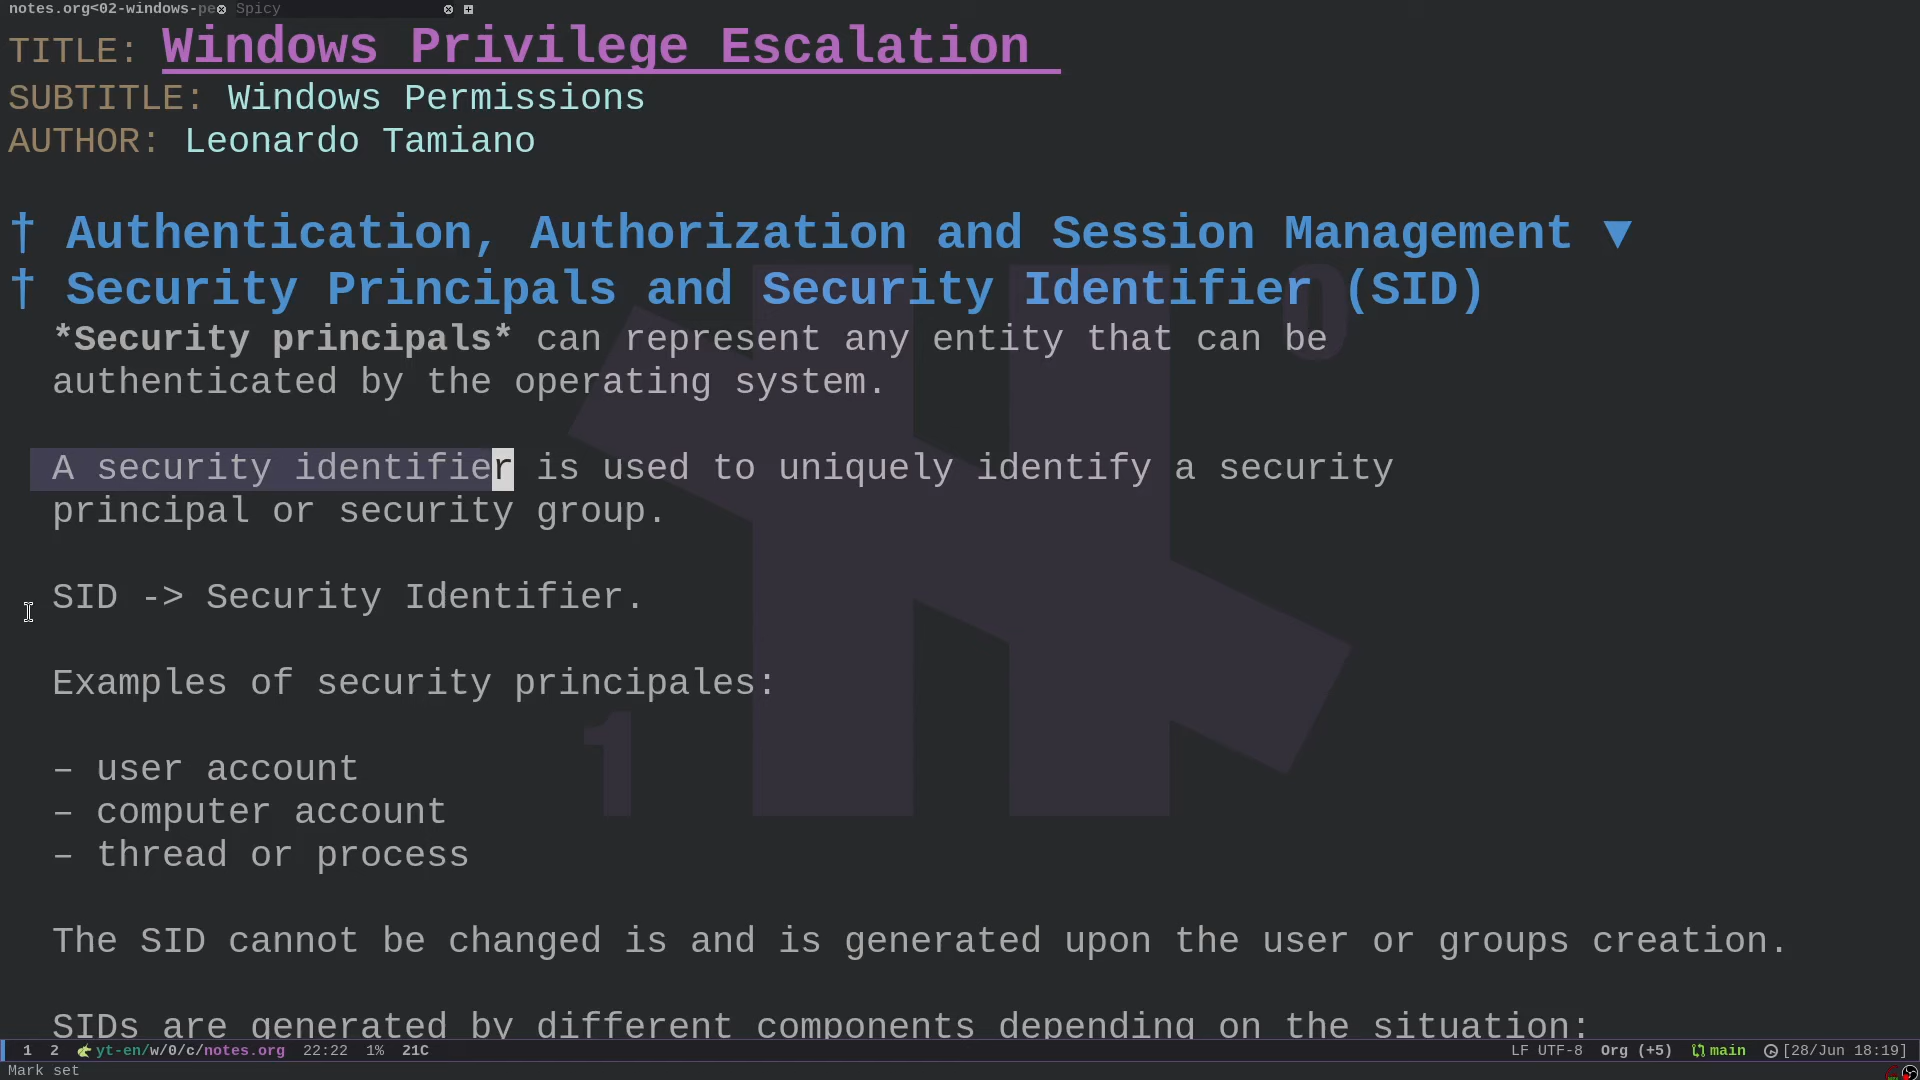 notes.org<02-windows-pe Spicy
TITLE: Windows Privilege Escalation
SUBTITLE: Windows Permissions
AUTHOR: Leonardo Tamiano
† Authentication, Authorization and Session Management ▼
† Security Principals and Security Identifier (SID)
*Security principals* can represent any entity that can be
authenticated by the operating system.
A security identifier is used to uniquely identify a security
principal or security group.
SID -> Security Identifier.
Examples of security principales:
– user account
– computer account
– thread or process
The SID cannot be changed is and is generated upon the user or groups creation.
SIDs are generated by different components depending on the situation:
1 2 yt-en/w/0/c/notes.org 22:22 1% 21C LF UTF-8 Org (+5) main [28/Jun 18:19]
Mark set
0
1